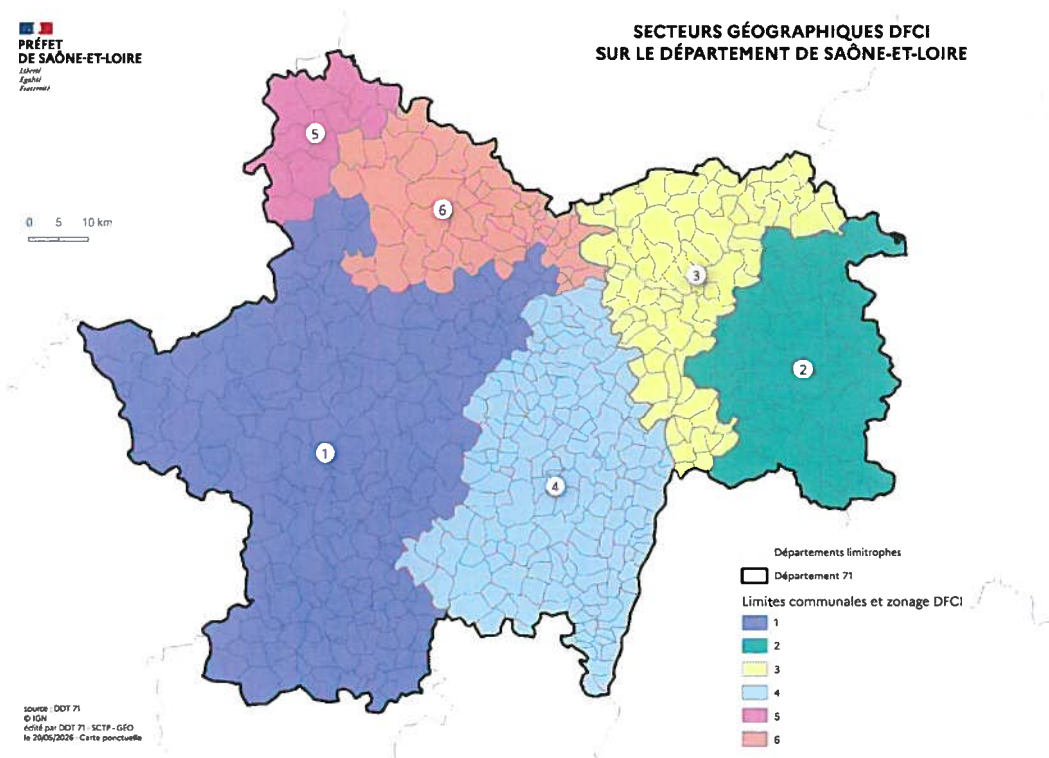 PRÉFET
DE SAÔNE-ET-LOIRE
Liberté
Égalité
Fraternité
SECTEURS GÉOGRAPHIQUES DFCI
SUR LE DÉPARTEMENT DE SAÔNE-ET-LOIRE
0 5 10 km
5
6
3
2
1
4
Départements limitrophes
Département 71
Limites communales et zonage DFCI
1
2
3
4
5
6
source : DDT 71
© IGN
édité par DDT 71 - SCTP - GEO
le 20/05/2026 - Carte ponctuelle